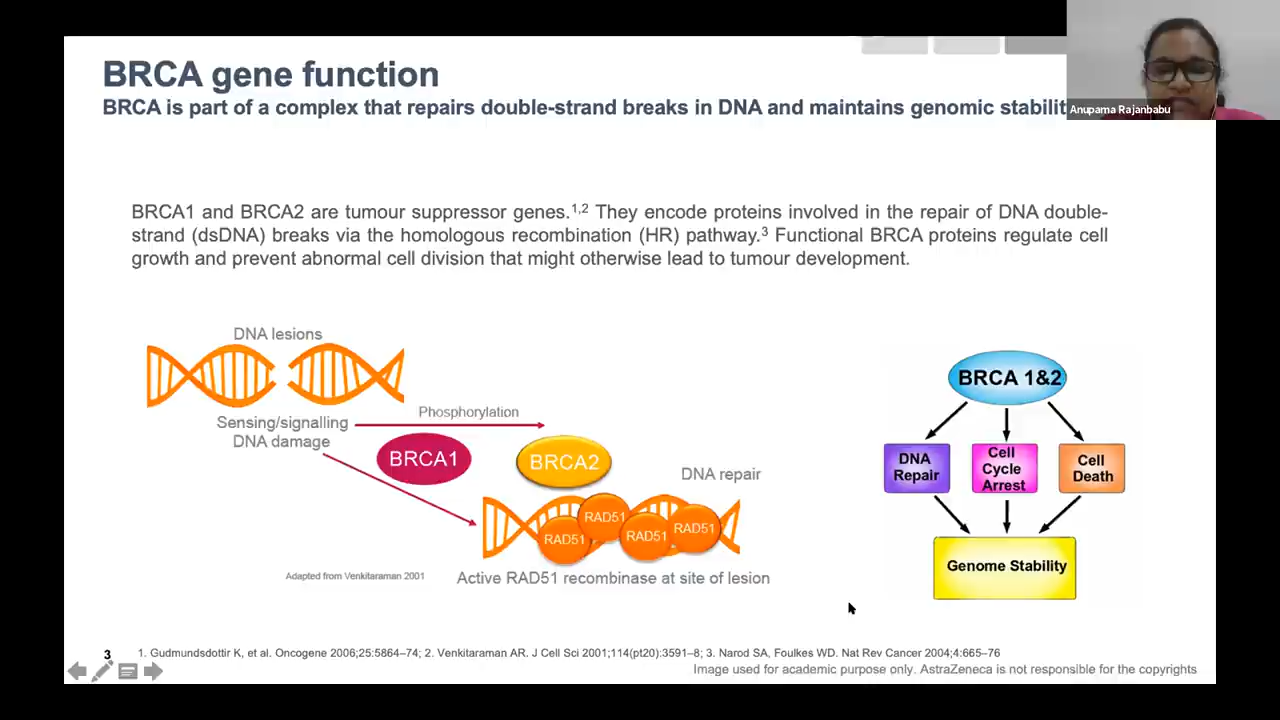 BRCA gene function
BRCA is part of a complex that repairs double-strand breaks in DNA and maintains genomic stabilit
Anupama Rajanbabu
BRCA1 and BRCA2 are tumour suppressor genes.1,2 They encode proteins involved in the repair of DNA double-
strand (dsDNA) breaks via the homologous recombination (HR) pathway.3 Functional BRCA proteins regulate cell
growth and prevent abnormal cell division that might otherwise lead to tumour development.
DNA lesions
Sensing/signalling
DNA damage
Phosphorylation
BRCA1
BRCA2
DNA repair
RAD51
RAD51
RAD51
RAD51
Adapted from Venkitaraman 2001
Active RAD51 recombinase at site of lesion
BRCA 1&2
DNA
Repair
Cell
Cycle
Arrest
Cell
Death
Genome Stability
3
1. Gudmundsdottir K, et al. Oncogene 2006;25:5864–74; 2. Venkitaraman AR. J Cell Sci 2001;114(pt20):3591–8; 3. Narod SA, Foulkes WD. Nat Rev Cancer 2004;4:665–76
Image used for academic purpose only. AstraZeneca is not responsible for the copyrights